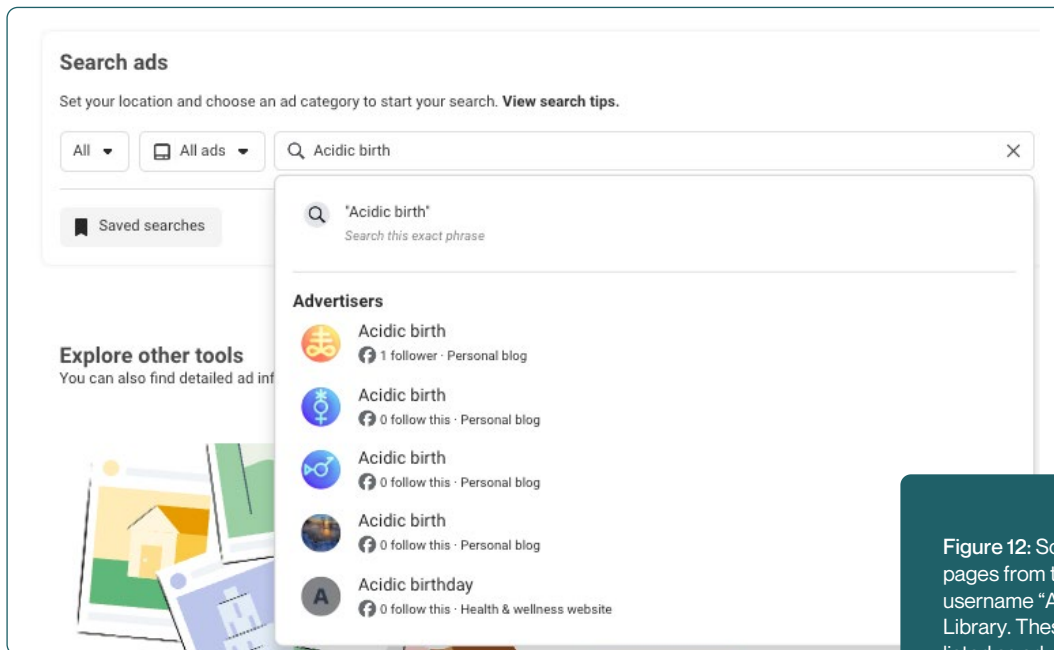 Search ads
Set your location and choose an ad category to start your search. View search tips.
All
All ads
Acidic birth
Saved searches
"Acidic birth"
Search this exact phrase
Advertisers
Acidic birth
1 follower · Personal blog
Acidic birth
0 follow this · Personal blog
Acidic birth
0 follow this · Personal blog
Acidic birth
0 follow this · Personal blog
A
Acidic birthday
0 follow this · Health & wellness website
Explore other tools
You can also find detailed ad
Figure 12:
pages from
username
Library.